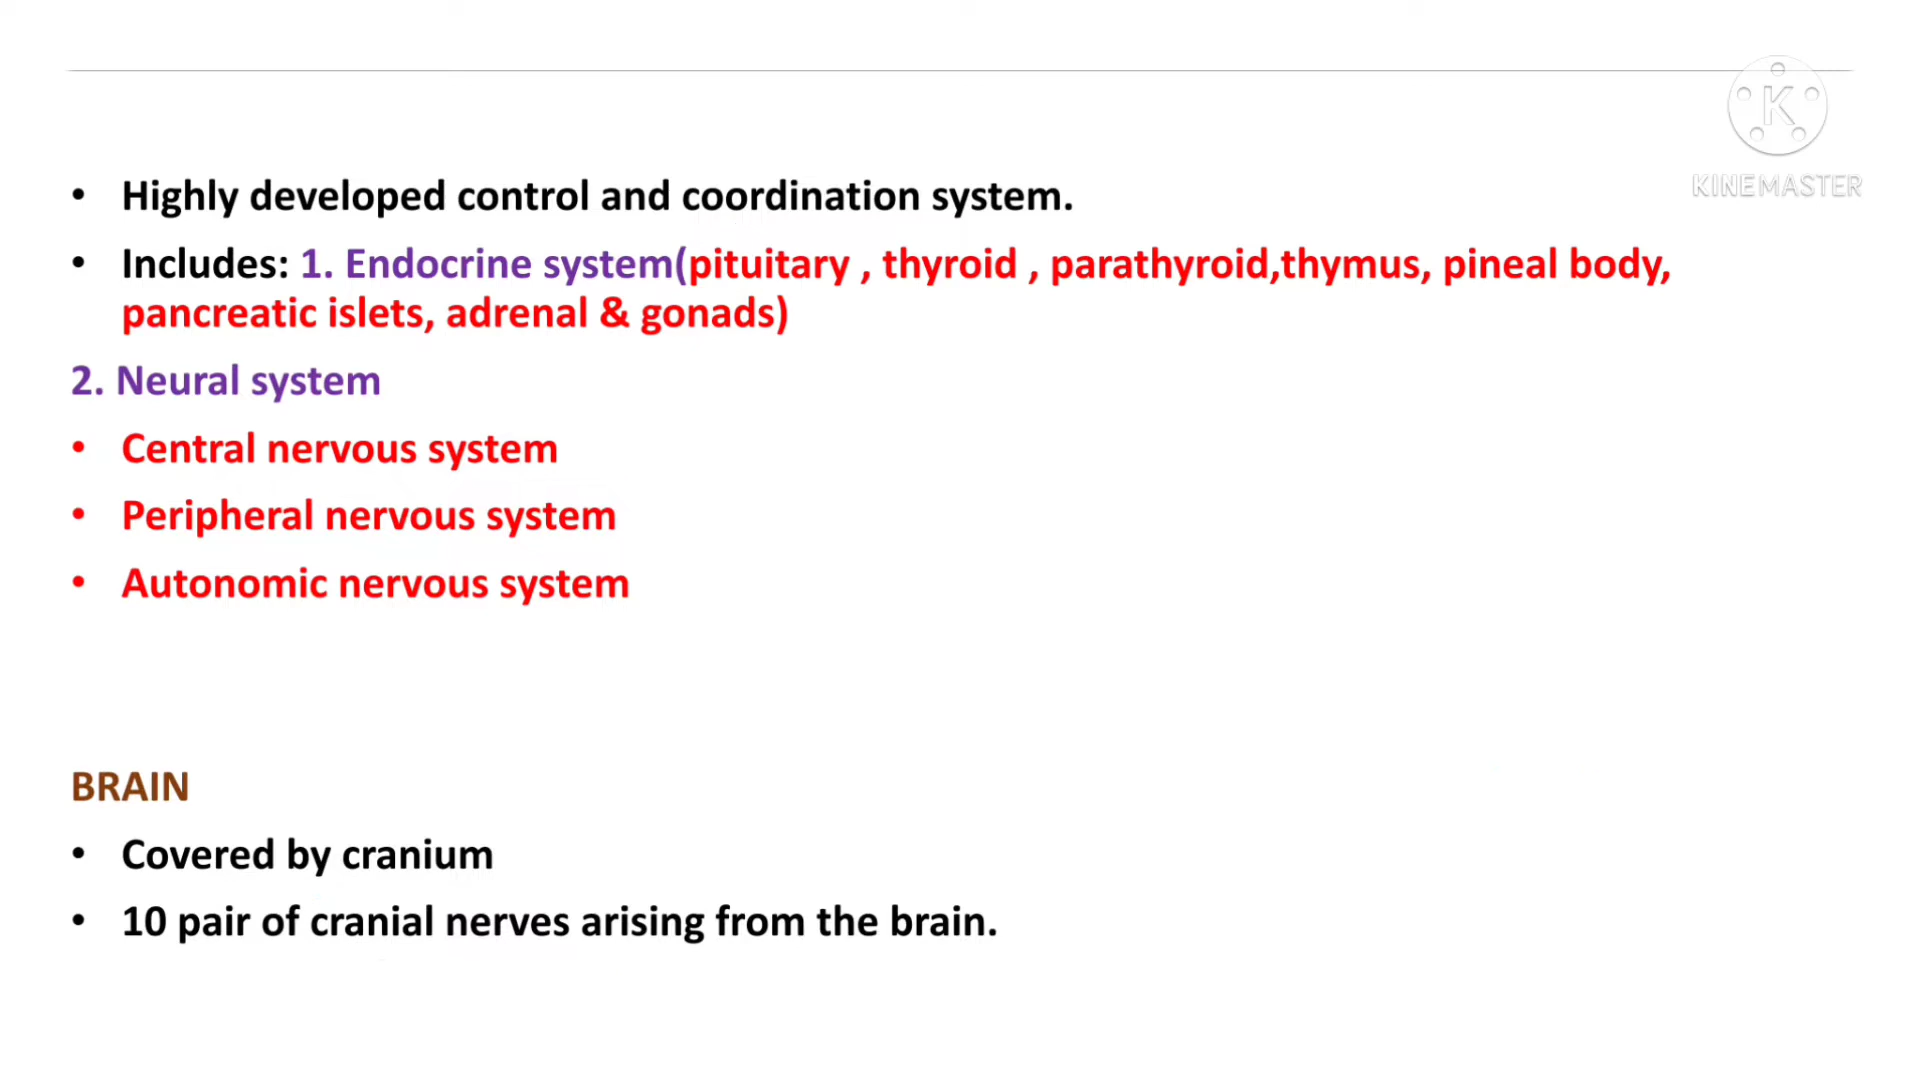 KINEMASTER
• Highly developed control and coordination system.
• Includes: 1. Endocrine system(pituitary , thyroid , parathyroid,thymus, pineal body,
pancreatic islets, adrenal & gonads)
2. Neural system
• Central nervous system
• Peripheral nervous system
• Autonomic nervous system
BRAIN
• Covered by cranium
• 10 pair of cranial nerves arising from the brain.